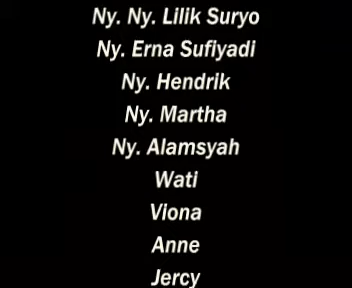 Ny. Ny. Lilik Suryo
Ny. Erna Sufiyadi
Ny. Hendrik
Ny. Martha
Ny. Alamsyah
Wati
Viona
Anne
Jercy